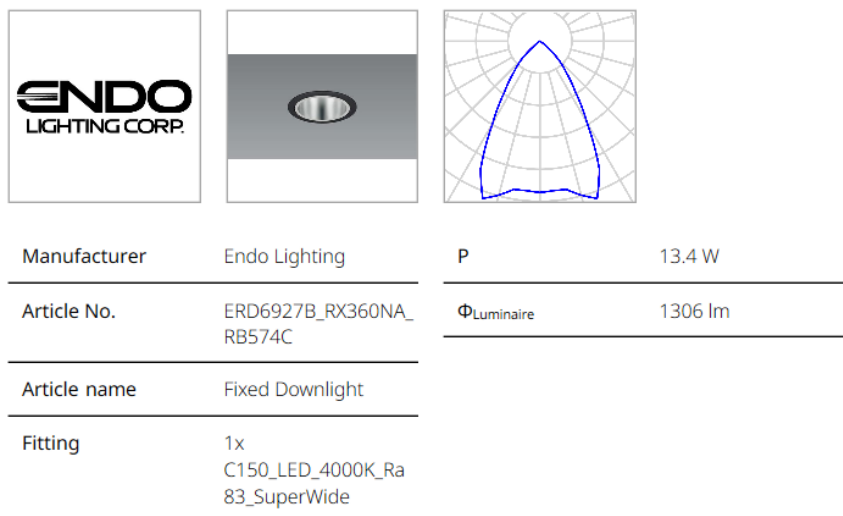 ENDO
LIGHTING CORP.
Manufacturer Endo Lighting
Article No. ERD6927B_RX360NA_
RB574C
Article name Fixed Downlight
Fitting 1x
C150_LED_4000K_Ra
83_SuperWide
P 13.4 W
ΦLuminaire 1306 lm